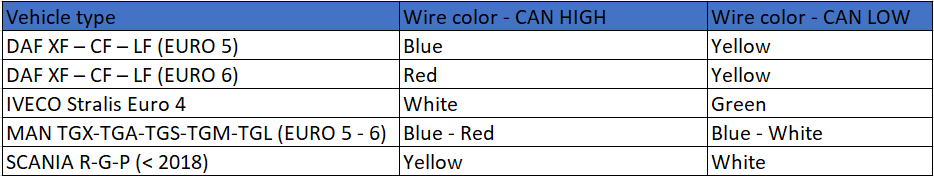 Vehicle type Wire color - CAN HIGH Wire color - CAN LOW
DAF XF – CF – LF (EURO 5) Blue Yellow
DAF XF – CF – LF (EURO 6) Red Yellow
IVECO Stralis Euro 4 White Green
MAN TGX-TGA-TGS-TGM-TGL (EURO 5 - 6) Blue - Red Blue - White
SCANIA R-G-P (< 2018) Yellow White